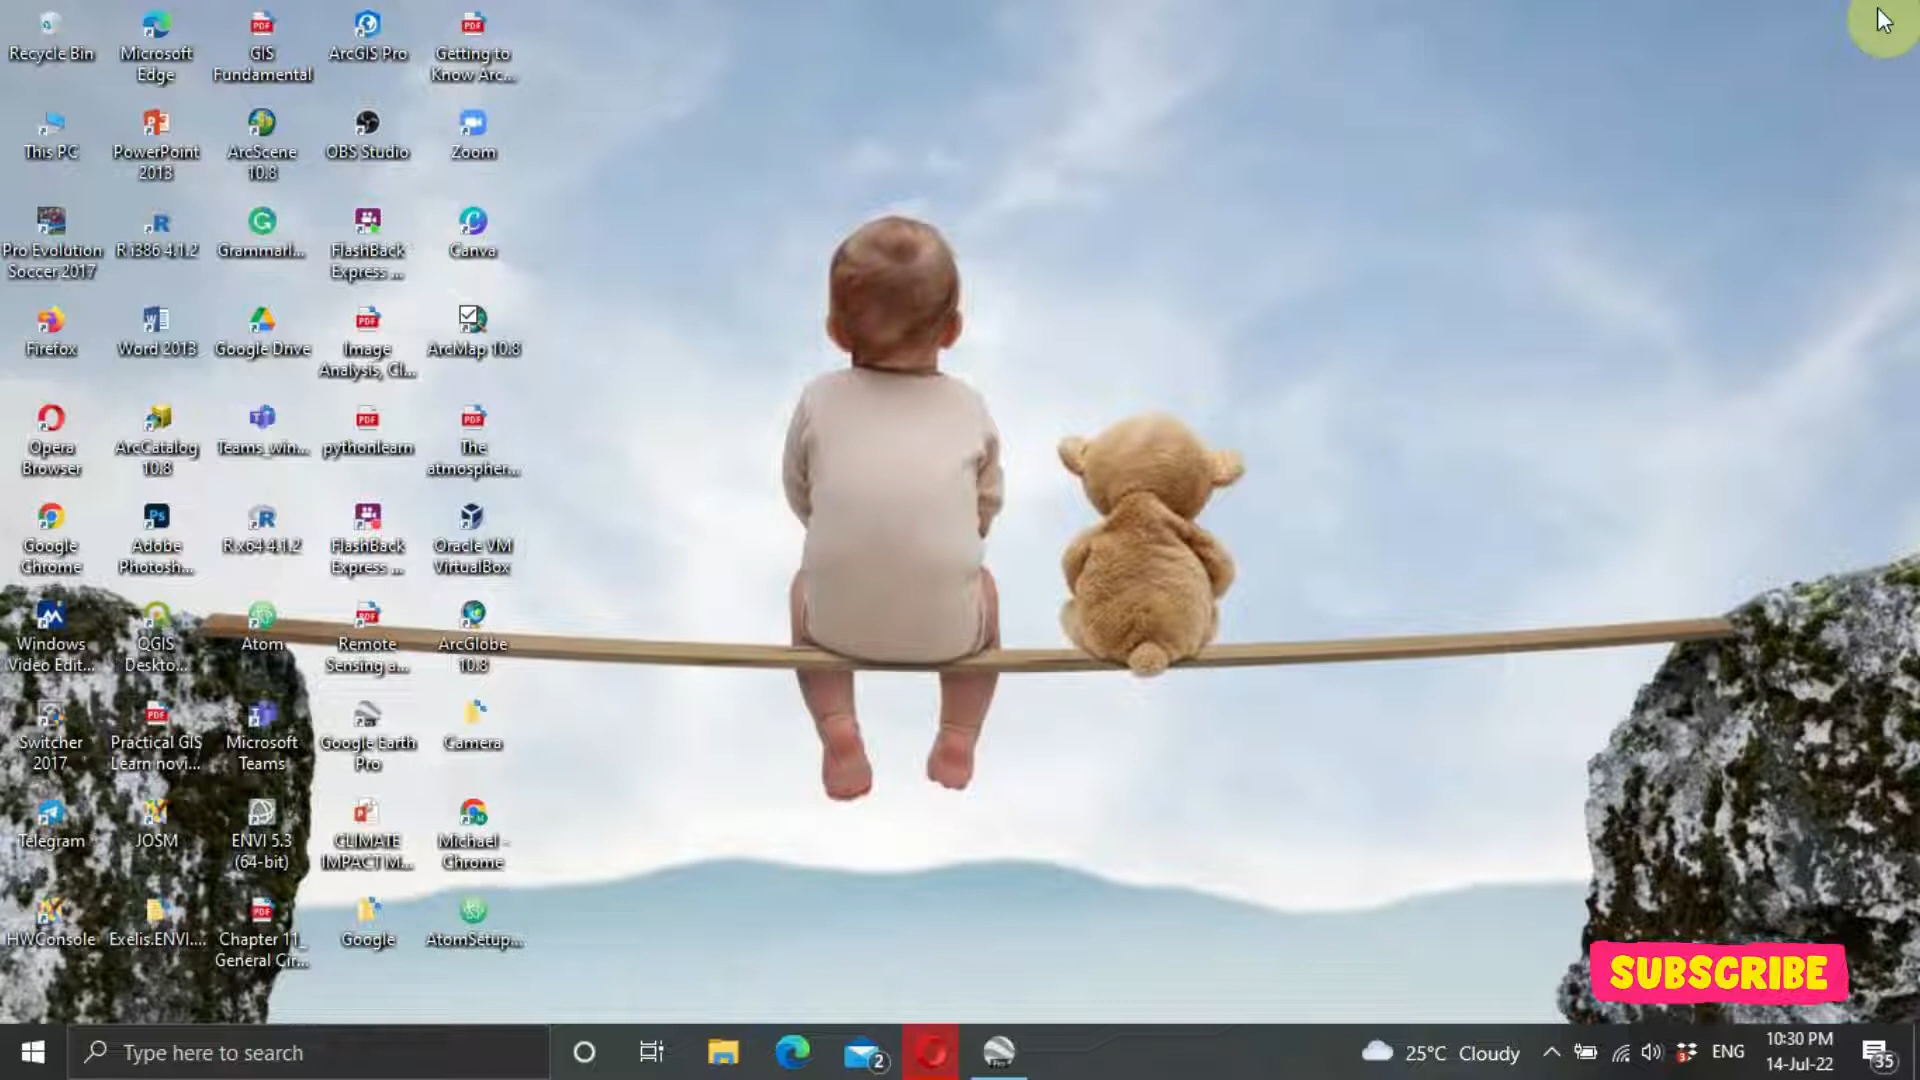 Recycle Bin
Microsoft
Edge
GIS
Fundamental
ArcGIS Pro
Getting to
Know Arc...
This PC
PowerPoint
2013
ArcScene
10.8
OBS Studio
Zoom
Pro Evolution
Soccer 2017
R i386 4.1.2
Grammarl...
FlashBack
Express ...
Canva
Firefox
Word 2013
Google Drive
Image
Analysis, Cl...
ArcMap 10.8
Opera
Browser
ArcCatalog
10.8
Teams_win...
pythonlearn
The
atmospher...
Google
Chrome
Adobe
Photosh...
R x64 4.1.2
FlashBack
Express ...
Oracle VM
VirtualBox
Windows
Video Edit...
QGIS
Deskto...
Atom
Remote
Sensing a...
ArcGlobe
10.8
Switcher
2017
Practical GIS
Learn novi...
Microsoft
Teams
Google Earth
Pro
Camera
Telegram
JOSM
ENVI 5.3
(64-bit)
CLIMATE
IMPACT M...
Michael -
Chrome
HWConsole
Exelis.ENVI....
Chapter 11_
General Cir...
Google
AtomSetup...
SUBSCRIBE
Type here to search
2
25°C Cloudy
ENG
10:30 PM
14-Jul-22
35